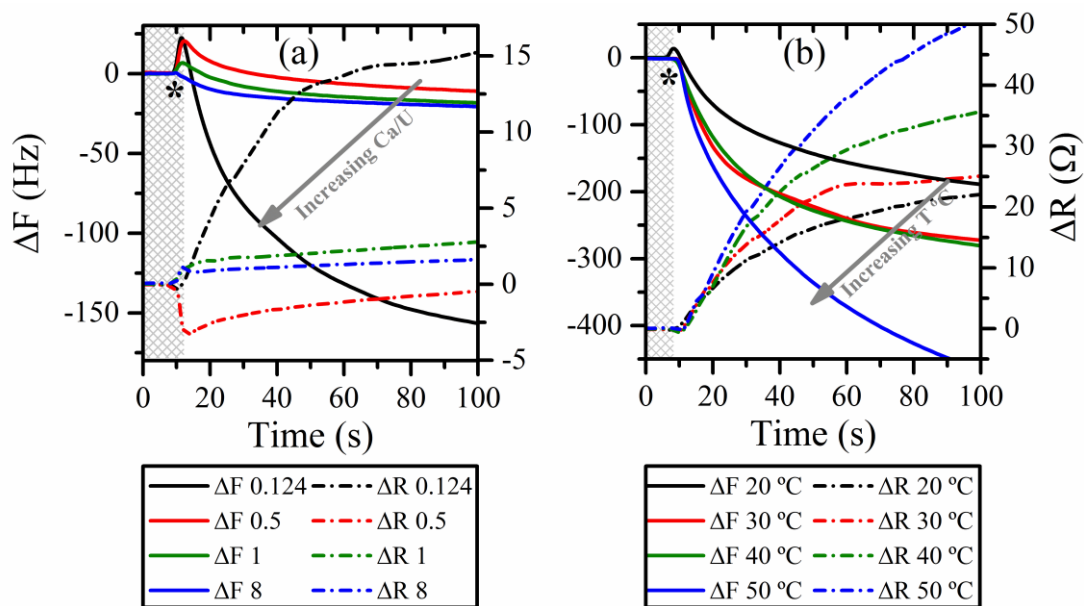 (a)
ΔF (Hz)
0
-50
-100
-150
15
10
5
0
-5
*
Increasing Ca/U
0 20 40 60 80 100
Time (s)
ΔF 0.124 ΔR 0.124
ΔF 0.5 ΔR 0.5
ΔF 1 ΔR 1
ΔF 8 ΔR 8
(b)
0
-100
-200
-300
-400
50
40
30
20
10
0
ΔR (Ω)
*
Increasing T °C
0 20 40 60 80 100
Time (s)
ΔF 20 ºC ΔR 20 ºC
ΔF 30 ºC ΔR 30 ºC
ΔF 40 ºC ΔR 40 ºC
ΔF 50 ºC ΔR 50 ºC